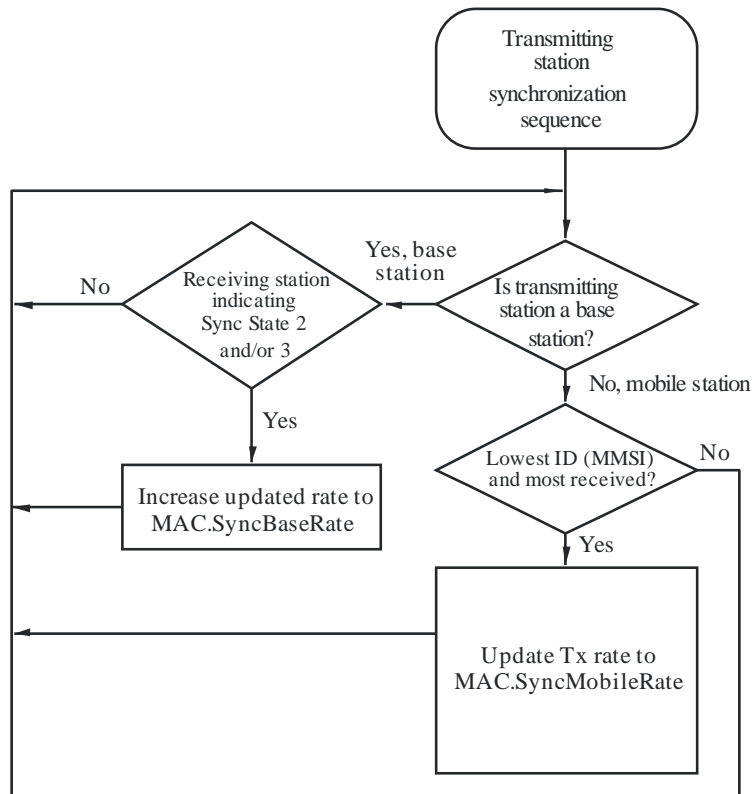 Transmitting
station
synchronization
sequence
Yes, base
station
No
Receiving station
indicating
Sync State 2
and/or 3
Is transmitting
station a base
station?
No, mobile station
Yes
Lowest ID (MMSI)
and most received?
No
Increase updated rate to
MAC.SyncBaseRate
Yes
Update Tx rate to
MAC.SyncMobileRate